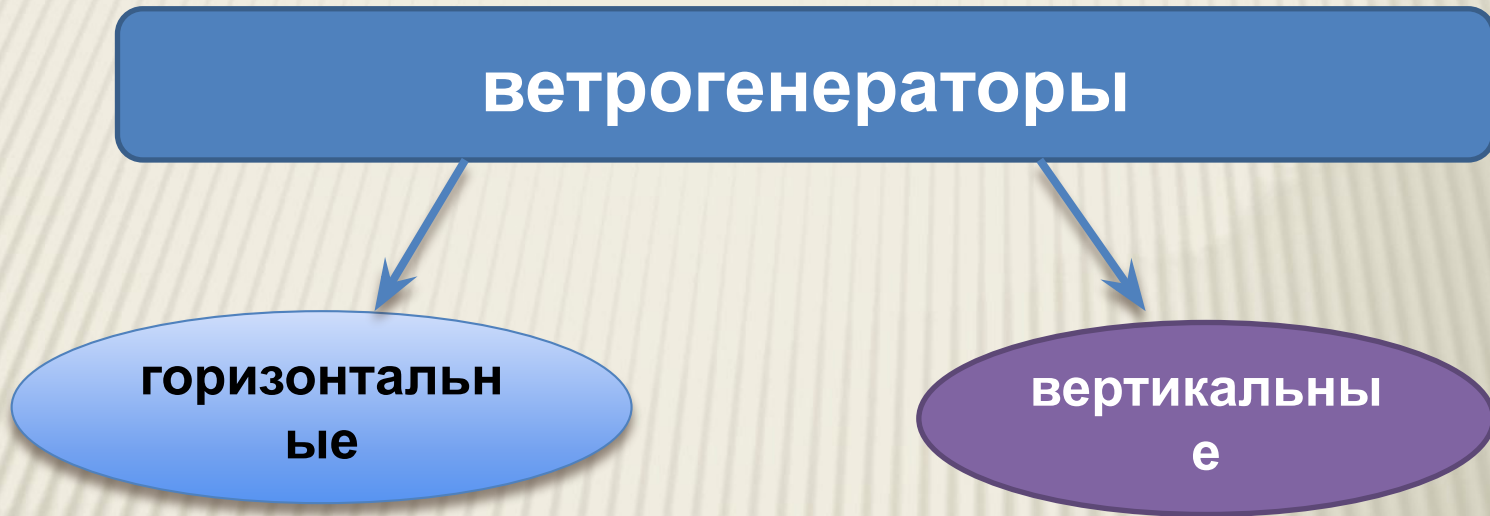 ветрогенераторы
горизонтальн
ые
вертикальны
е